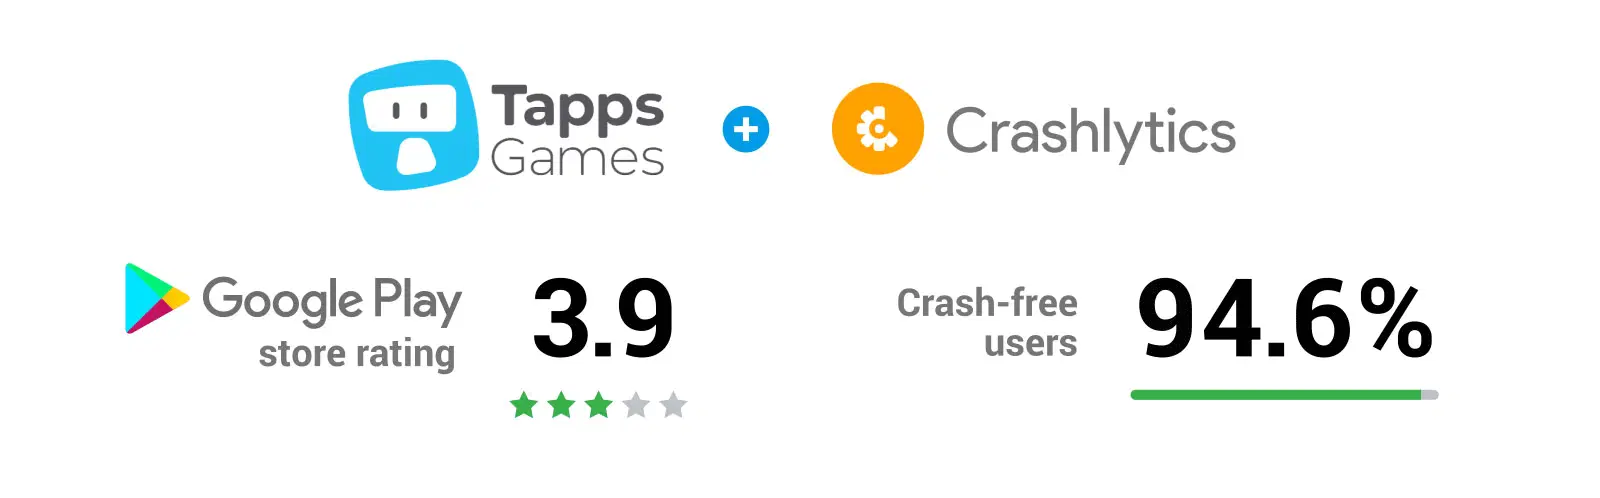 Tapps
Games
Crashlytics
Google Play
store rating
3.9
Crash-free
users
94.6%